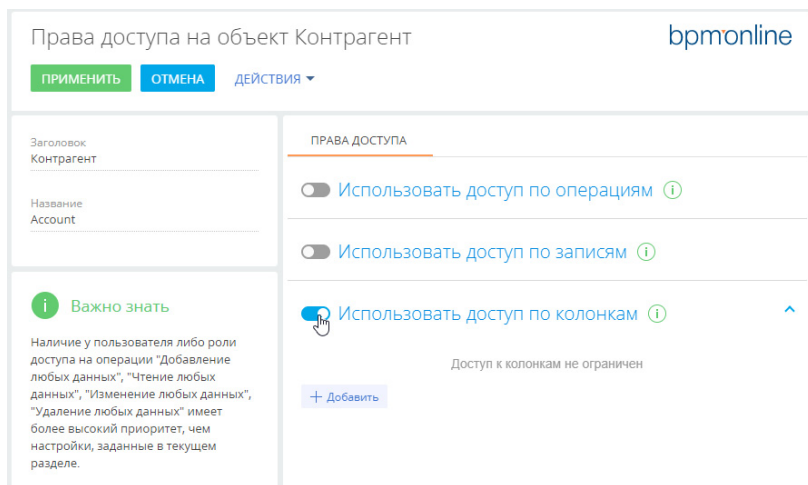 Права доступа на объект Контрагент
bpmonline
ПРИМЕНИТЬ ОТМЕНА ДЕЙСТВИЯ
Заголовок
Контрагент
Название
Account
Важно знать
Наличие у пользователя либо роли
доступа на операции "Добавление
любых данных", "Чтение любых
данных", "Изменение любых данных",
"Удаление любых данных" имеет
более высокий приоритет, чем
настройки, заданные в текущем
разделе.
ПРАВА ДОСТУПА
Использовать доступ по операциям i
Использовать доступ по записям i
Использовать доступ по колонкам i
Доступ к колонкам не ограничен
+ Добавить